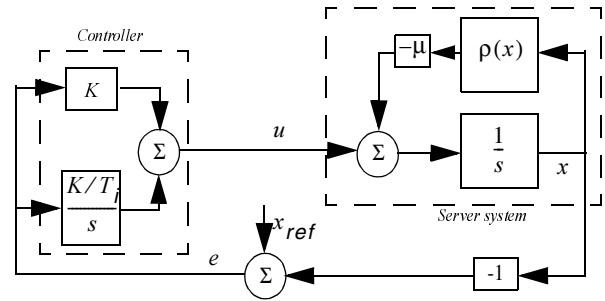 Controller
K
K/T_i
s
Σ
u
Σ
−μ
ρ(x)
1
s
x
Server system
x_ref
e
Σ
-1